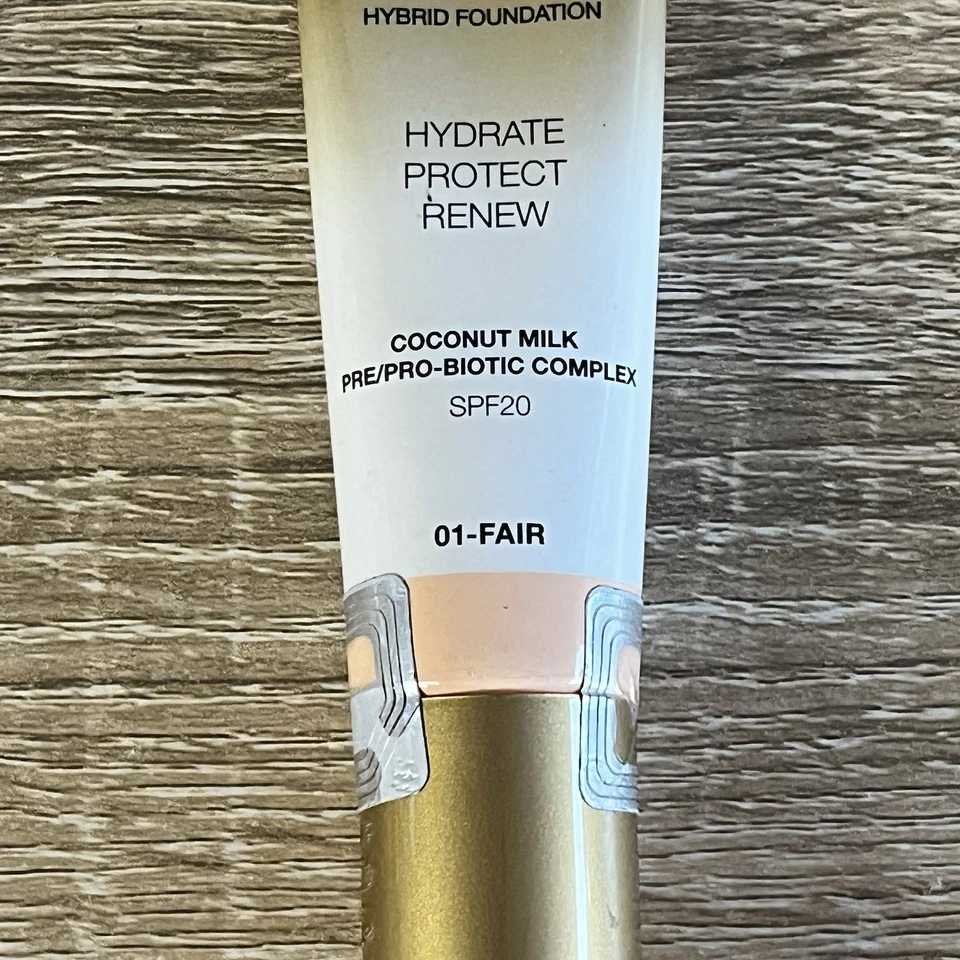 HYBRID FOUNDATION
HYDRATE
PROTECT
RENEW
COCONUT MILK
PRE/PRO-BIOTIC COMPLEX
SPF20
01-FAIR